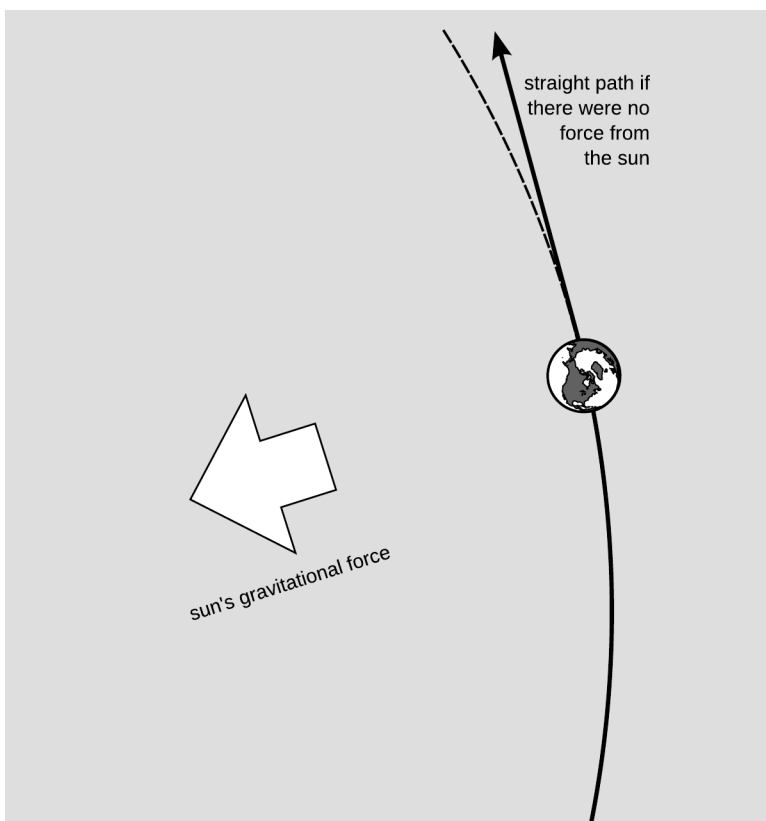 straight path if
there were no
force from
the sun
sun's gravitational force